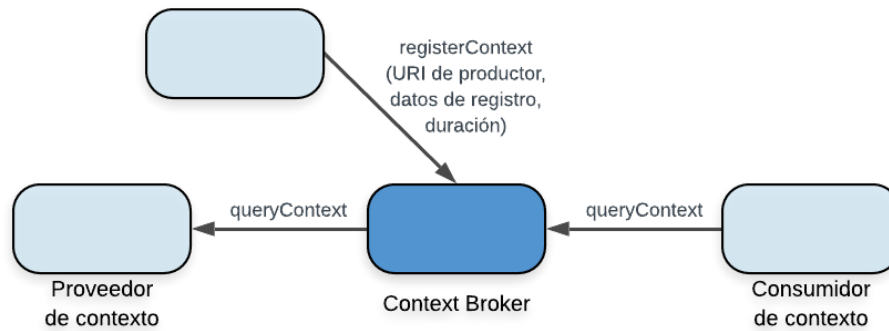 registerContext
(URI de productor,
datos de registro,
duración)
queryContext
queryContext
Proveedor
de contexto
Context Broker
Consumidor
de contexto